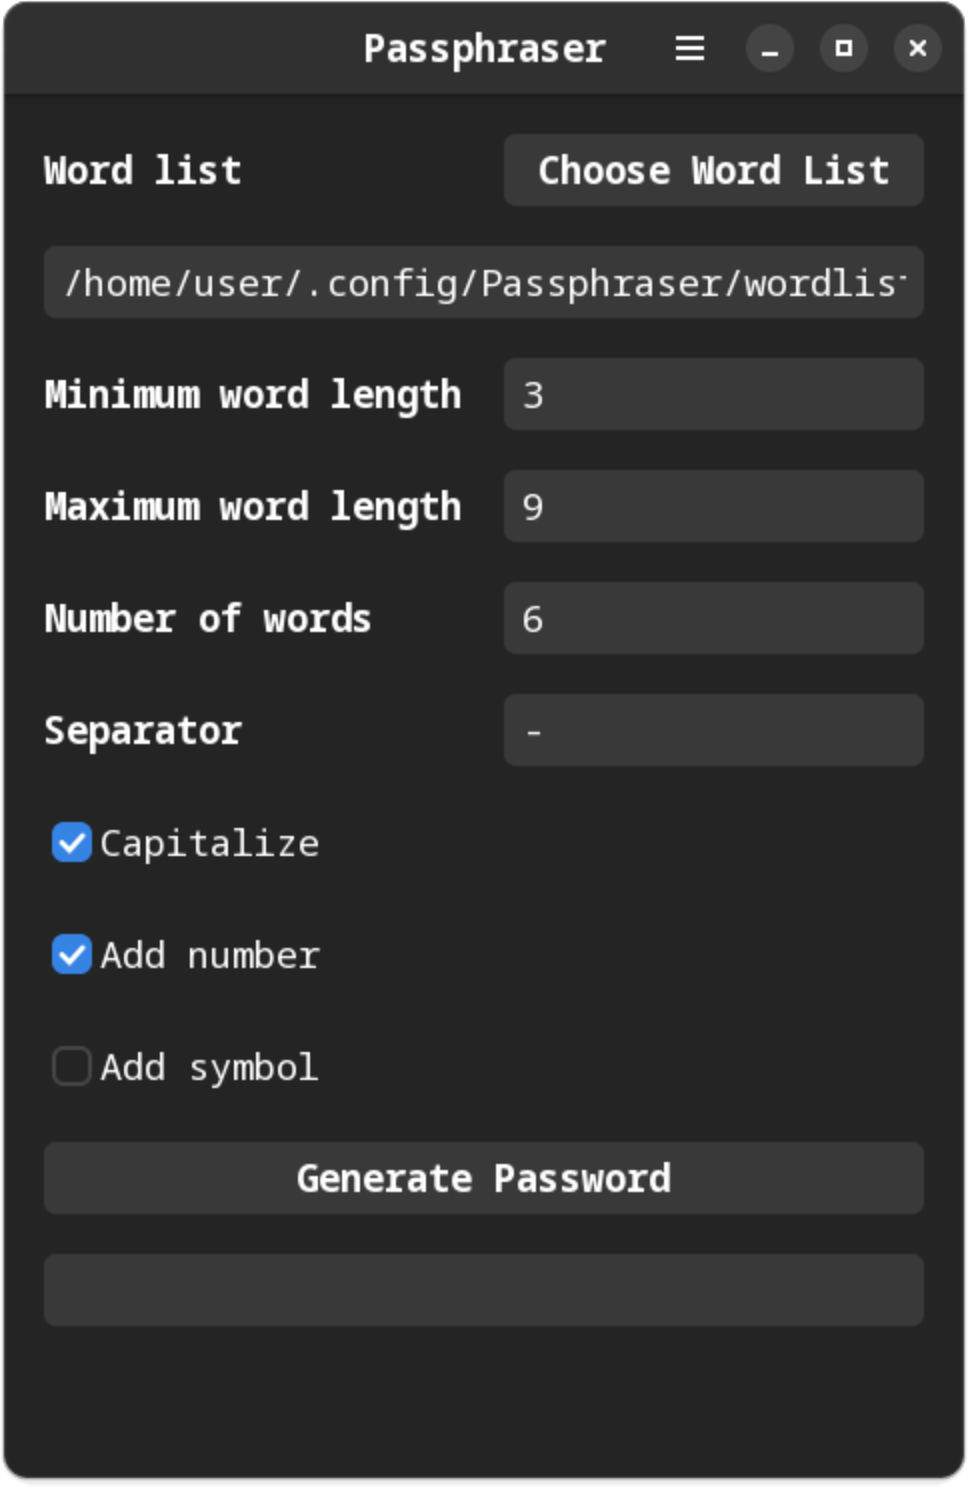 Passphraser
Word list
Choose Word List
/home/user/.config/Passphraser/wordlis
Minimum word length
3
Maximum word length
9
Number of words
6
Separator
-
Capitalize
Add number
Add symbol
Generate Password